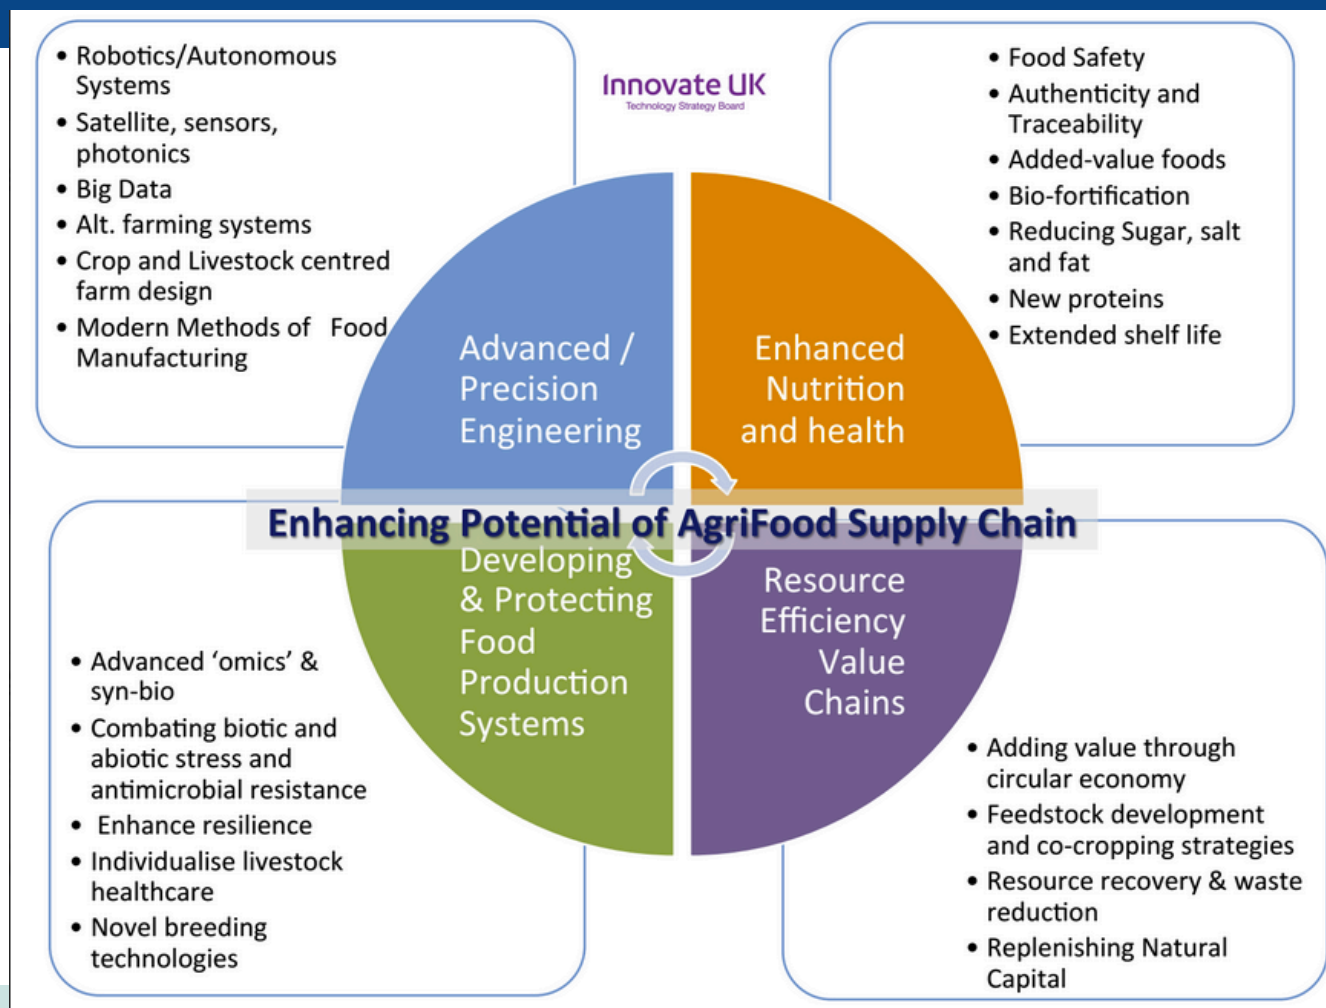 • Robotics/Autonomous
Systems
• Satellite, sensors,
photonics
• Big Data
• Alt. farming systems
• Crop and Livestock centred
farm design
• Modern Methods of Food
Manufacturing
Innovate UK
Technology Strategy Board
• Food Safety
• Authenticity and
Traceability
• Added-value foods
• Bio-fortification
• Reducing Sugar, salt
and fat
• New proteins
• Extended shelf life
Advanced /
Precision
Engineering
Enhanced
Nutrition
and health
Enhancing Potential of AgriFood Supply Chain
Developing
& Protecting
Food
Production
Systems
Resource
Efficiency
Value
Chains
• Advanced ‘omics’ &
syn-bio
• Combating biotic and
abiotic stress and
antimicrobial resistance
• Enhance resilience
• Individualise livestock
healthcare
• Novel breeding
technologies
• Adding value through
circular economy
• Feedstock development
and co-cropping strategies
• Resource recovery & waste
reduction
• Replenishing Natural
Capital